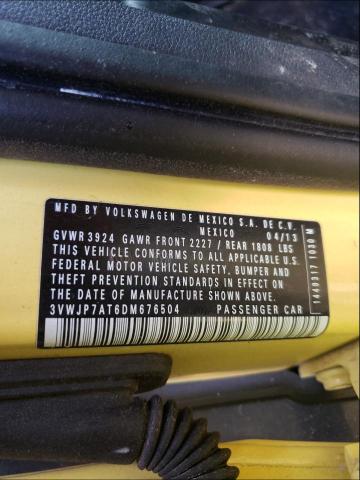 MFD BY VOLKSWAGEN DE MEXICO S.A. DE C.V.
MEXICO 04/13
GVWR 3924 GAWR FRONT 2227 / REAR 1808 LBS
THIS VEHICLE CONFORMS TO ALL APPLICABLE U.S.
FEDERAL MOTOR VEHICLE SAFETY, BUMPER AND
THEFT PREVENTION STANDARDS IN EFFECT ON
THE DATE OF MANUFACTURE SHOWN ABOVE.
3VWJP7AT6DM676504 PASSENGER CAR
1440317 1030 M